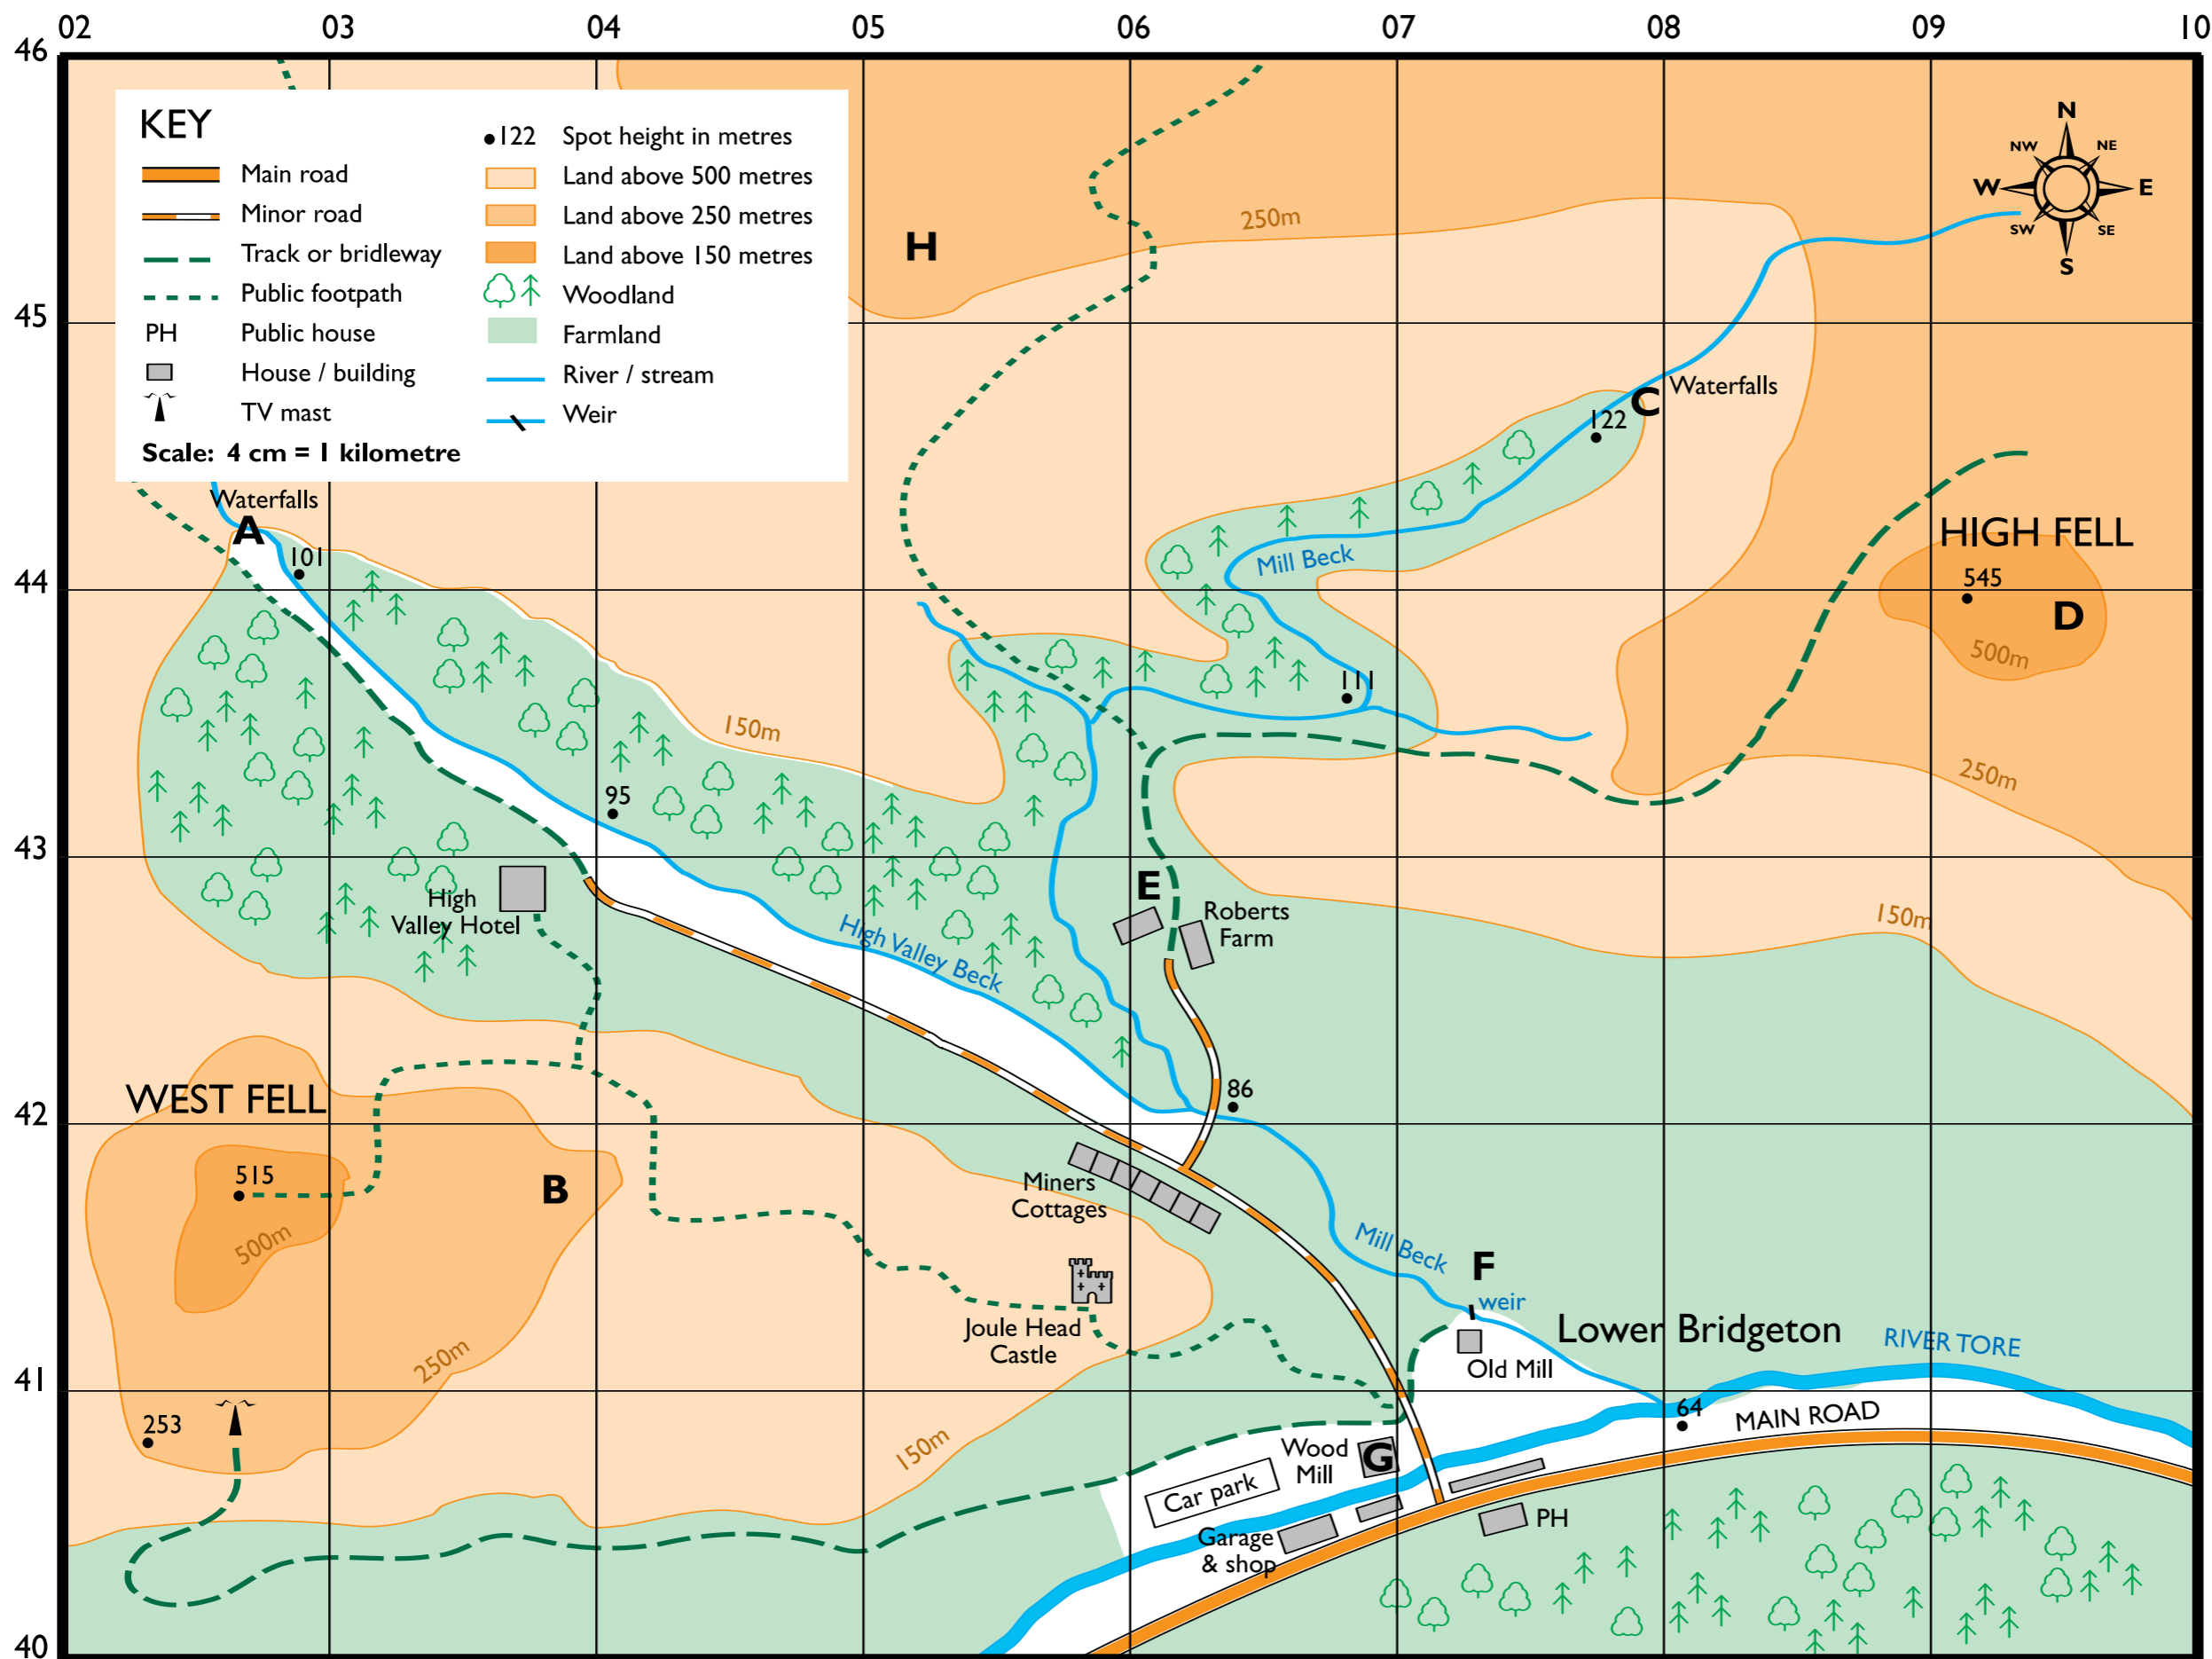 02 03 04 05 06 07 08 09 10
46
KEY
Main road
Minor road
Track or bridleway
Public footpath
PH Public house
House / building
TV mast
Scale: 4 cm = 1 kilometre
122 Spot height in metres
Land above 500 metres
Land above 250 metres
Land above 150 metres
Woodland
Farmland
River / stream
Weir
N
NW NE
W E
SW SE
S
250m
H
45
C Waterfalls
122
Waterfalls
A
101
Mill Beck
HIGH FELL
545
D
500m
44
111
150m
250m
95
43
High
Valley Hotel
E
Roberts
Farm
High Valley Beck
150m
86
WEST FELL
42
515
B
500m
Miners
Cottages
Mill Beck
F
weir
Joule Head
Castle
Lower Bridgeton
RIVER TORE
Old Mill
250m
41
253
64
MAIN ROAD
150m
Wood
Mill
G
Car park
Garage
& shop
PH
40